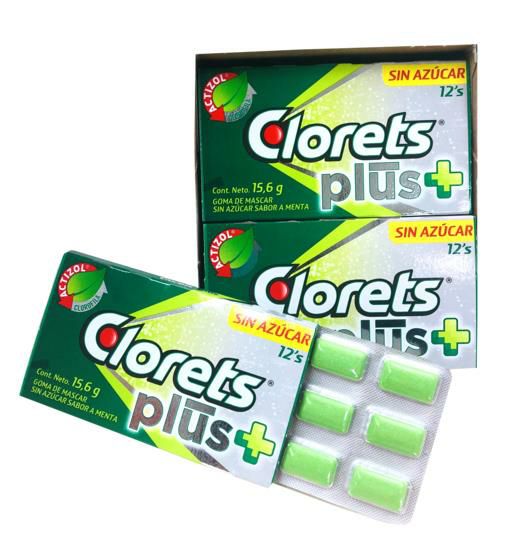 ACTIZOL®
CLOROFILA
SIN AZÚCAR
12's
Clorets®
plus+
Cont. Neto. 15,6 g
GOMA DE MASCAR
SIN AZÚCAR SABOR A MENTA
ACTIZOL®
SIN AZÚCAR
12's
Clorets®
plus+
ACTIZOL®
CLOROFILA
SIN AZÚCAR
12's
Clorets®
plus+
Cont. Neto. 15,6 g
GOMA DE MASCAR
SIN AZÚCAR SABOR A MENTA